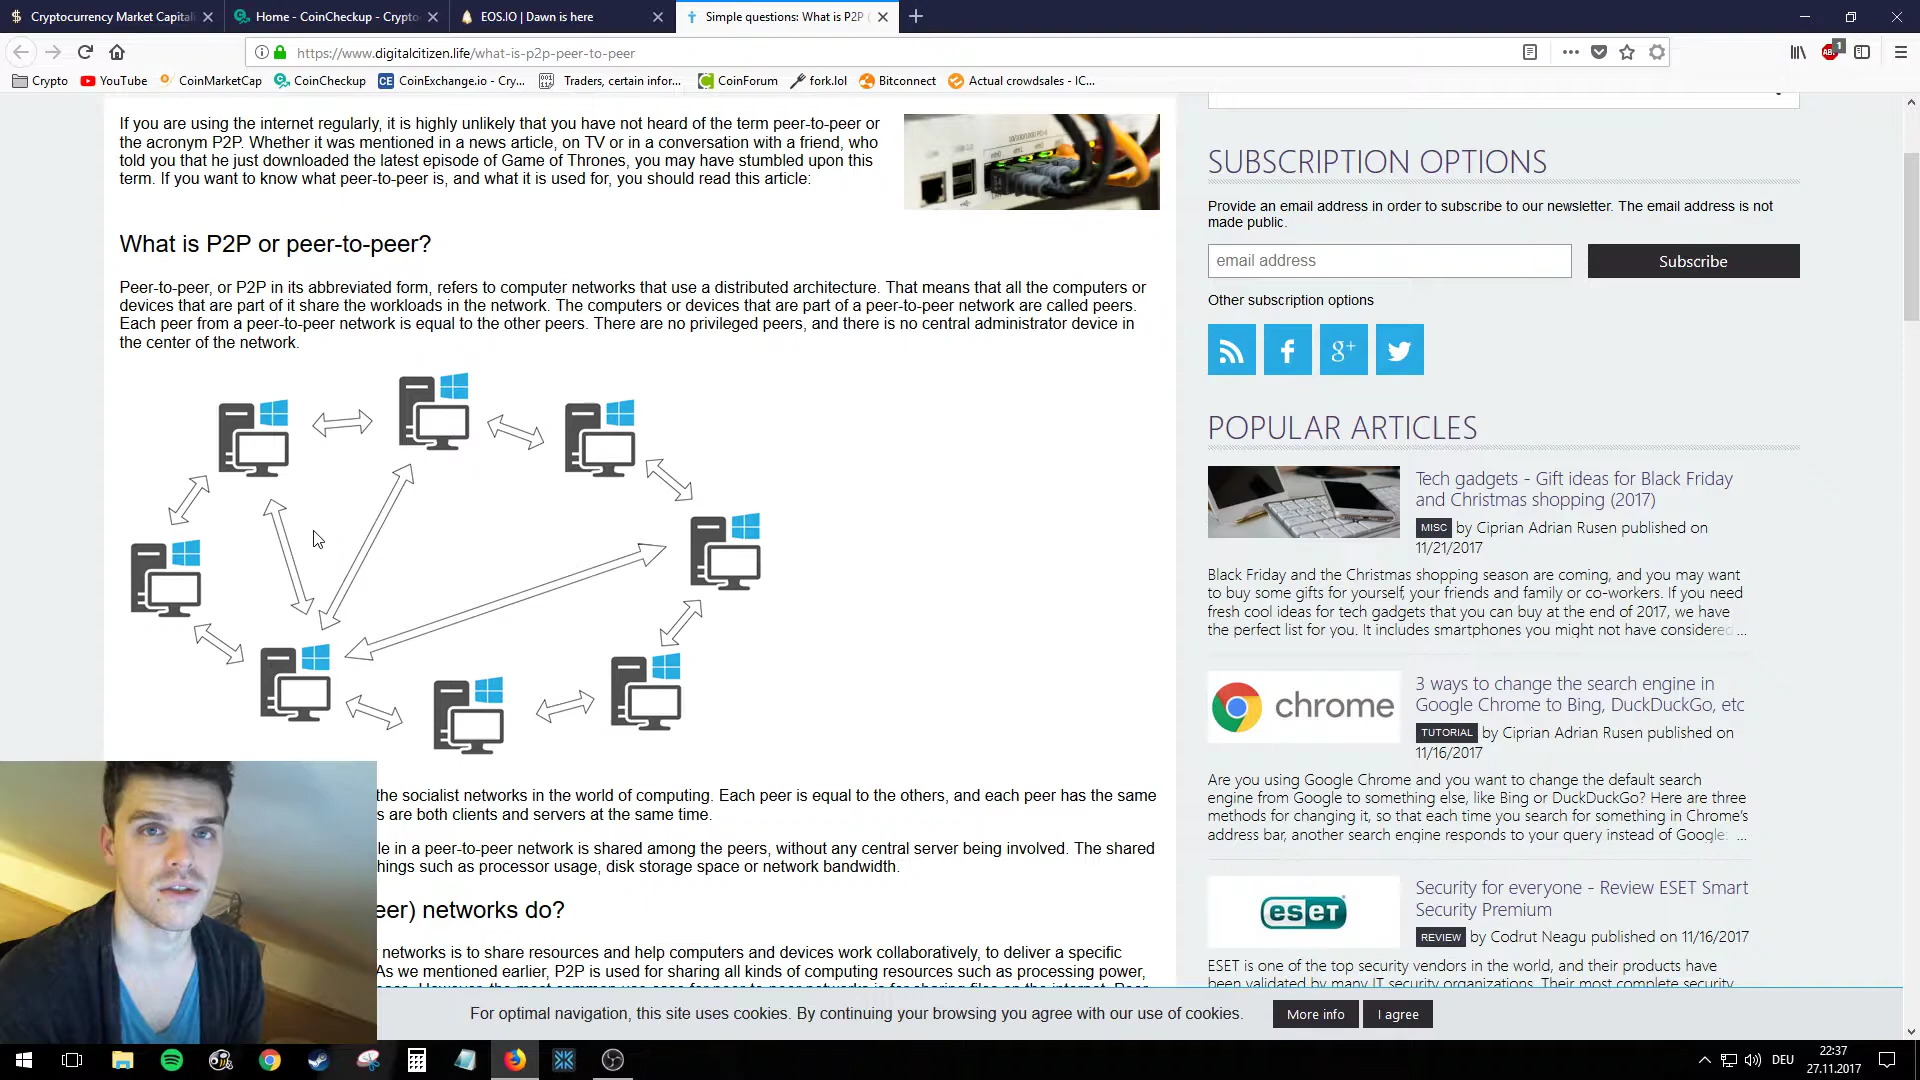 Cryptocurrency Market Capital
Home - CoinCheckup - Crypto
EOS.IO | Dawn is here
Simple questions: What is P2P (
https://www.digitalcitizen.life/what-is-p2p-peer-to-peer
1
Crypto
YouTube
CoinMarketCap
CoinCheckup
CE
CoinExchange.io - Cry...
Traders, certain infor...
CoinForum
fork.lol
Bitconnect
Actual crowdsales - IC...
If you are using the internet regularly, it is highly unlikely that you have not heard of the term peer-to-peer or
the acronym P2P. Whether it was mentioned in a news article, on TV or in a conversation with a friend, who
told you that he just downloaded the latest episode of Game of Thrones, you may have stumbled upon this
term. If you want to know what peer-to-peer is, and what it is used for, you should read this article:
What is P2P or peer-to-peer?
Peer-to-peer, or P2P in its abbreviated form, refers to computer networks that use a distributed architecture. That means that all the computers or
devices that are part of it share the workloads in the network. The computers or devices that are part of a peer-to-peer network are called peers.
Each peer from a peer-to-peer network is equal to the other peers. There are no privileged peers, and there is no central administrator device in
the center of the network.
the socialist networks in the world of computing. Each peer is equal to the others, and each peer has the same
s are both clients and servers at the same time.
le in a peer-to-peer network is shared among the peers, without any central server being involved. The shared
hings such as processor usage, disk storage space or network bandwidth.
eer) networks do?
networks is to share resources and help computers and devices work collaboratively, to deliver a specific
As we mentioned earlier, P2P is used for sharing all kinds of computing resources such as processing power,
SUBSCRIPTION OPTIONS
Provide an email address in order to subscribe to our newsletter. The email address is not
made public.
email address
Subscribe
Other subscription options
g+
POPULAR ARTICLES
Tech gadgets - Gift ideas for Black Friday
and Christmas shopping (2017)
MISC by Ciprian Adrian Rusen published on
11/21/2017
Black Friday and the Christmas shopping season are coming, and you may want
to buy some gifts for yourself, your friends and family or co-workers. If you need
fresh cool ideas for tech gadgets that you can buy at the end of 2017, we have
the perfect list for you. It includes smartphones you might not have considered ...
chrome
3 ways to change the search engine in
Google Chrome to Bing, DuckDuckGo, etc
TUTORIAL by Ciprian Adrian Rusen published on
11/16/2017
Are you using Google Chrome and you want to change the default search
engine from Google to something else, like Bing or DuckDuckGo? Here are three
methods for changing it, so that each time you search for something in Chrome's
address bar, another search engine responds to your query instead of Google: ...
eseT
Security for everyone - Review ESET Smart
Security Premium
REVIEW by Codrut Neagu published on 11/16/2017
ESET is one of the top security vendors in the world, and their products have
been validated by many IT security organizations. Their most complete security
For optimal navigation, this site uses cookies. By continuing your browsing you agree with our use of cookies.
More info
I agree
DEU
22:37
27.11.2017